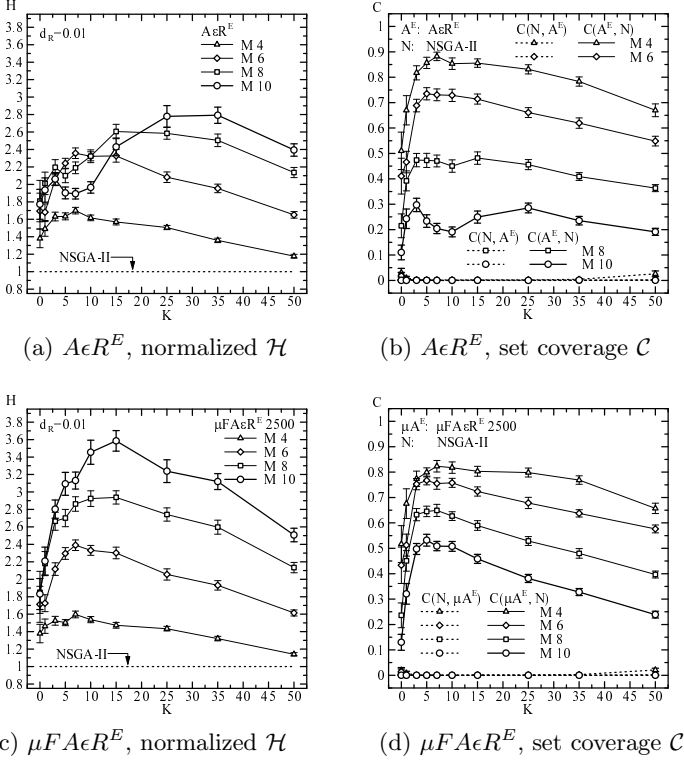 H
3.8
3.6
3.4
3.2
3
2.8
2.6
2.4
2.2
2
1.8
1.6
1.4
1.2
1
0.8
d_R=0.01
AεR^E
M 4
M 6
M 8
M 10
NSGA-II
0 5 10 15 20 25 30 35 40 45 50
K
(a) AϵR^E, normalized H
C
1
0.9
0.8
0.7
0.6
0.5
0.4
0.3
0.2
0.1
0
A^E: AεR^E
N: NSGA-II
C(N, A^E) C(A^E, N)
M 4
M 6
C(N, A^E) C(A^E, N)
M 8
M 10
0 5 10 15 20 25 30 35 40 45 50
K
(b) AϵR^E, set coverage C
H
3.8
3.6
3.4
3.2
3
2.8
2.6
2.4
2.2
2
1.8
1.6
1.4
1.2
1
0.8
d_R=0.01
μFAεR^E 2500
M 4
M 6
M 8
M 10
NSGA-II
0 5 10 15 20 25 30 35 40 45 50
K
c) μFAϵR^E, normalized H
C
1
0.9
0.8
0.7
0.6
0.5
0.4
0.3
0.2
0.1
0
μA^E: μFAεR^E 2500
N: NSGA-II
C(N, μA^E) C(μA^E, N)
M 4
M 6
M 8
M 10
0 5 10 15 20 25 30 35 40 45 50
K
(d) μFAϵR^E, set coverage C